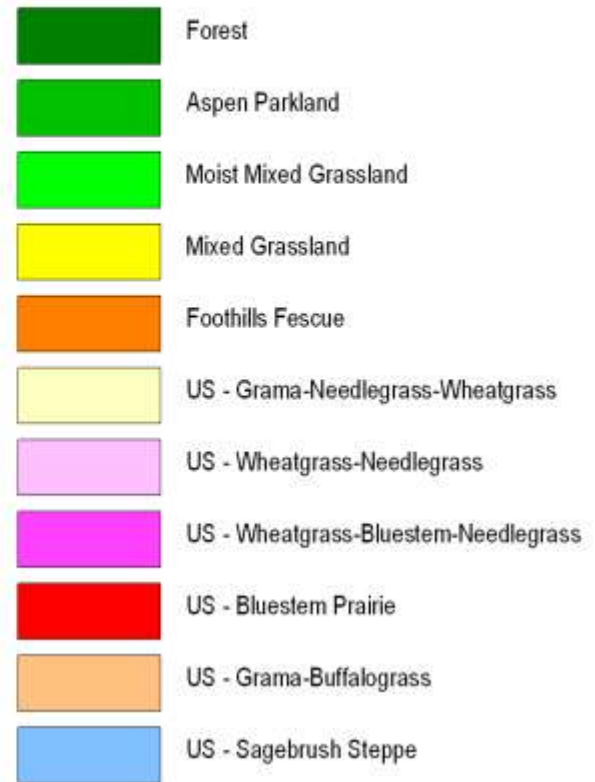 Forest
Aspen Parkland
Moist Mixed Grassland
Mixed Grassland
Foothills Fescue
US - Grama-Needlegrass-Wheatgrass
US - Wheatgrass-Needlegrass
US - Wheatgrass-Bluestem-Needlegrass
US - Bluestem Prairie
US - Grama-Buffalograss
US - Sagebrush Steppe